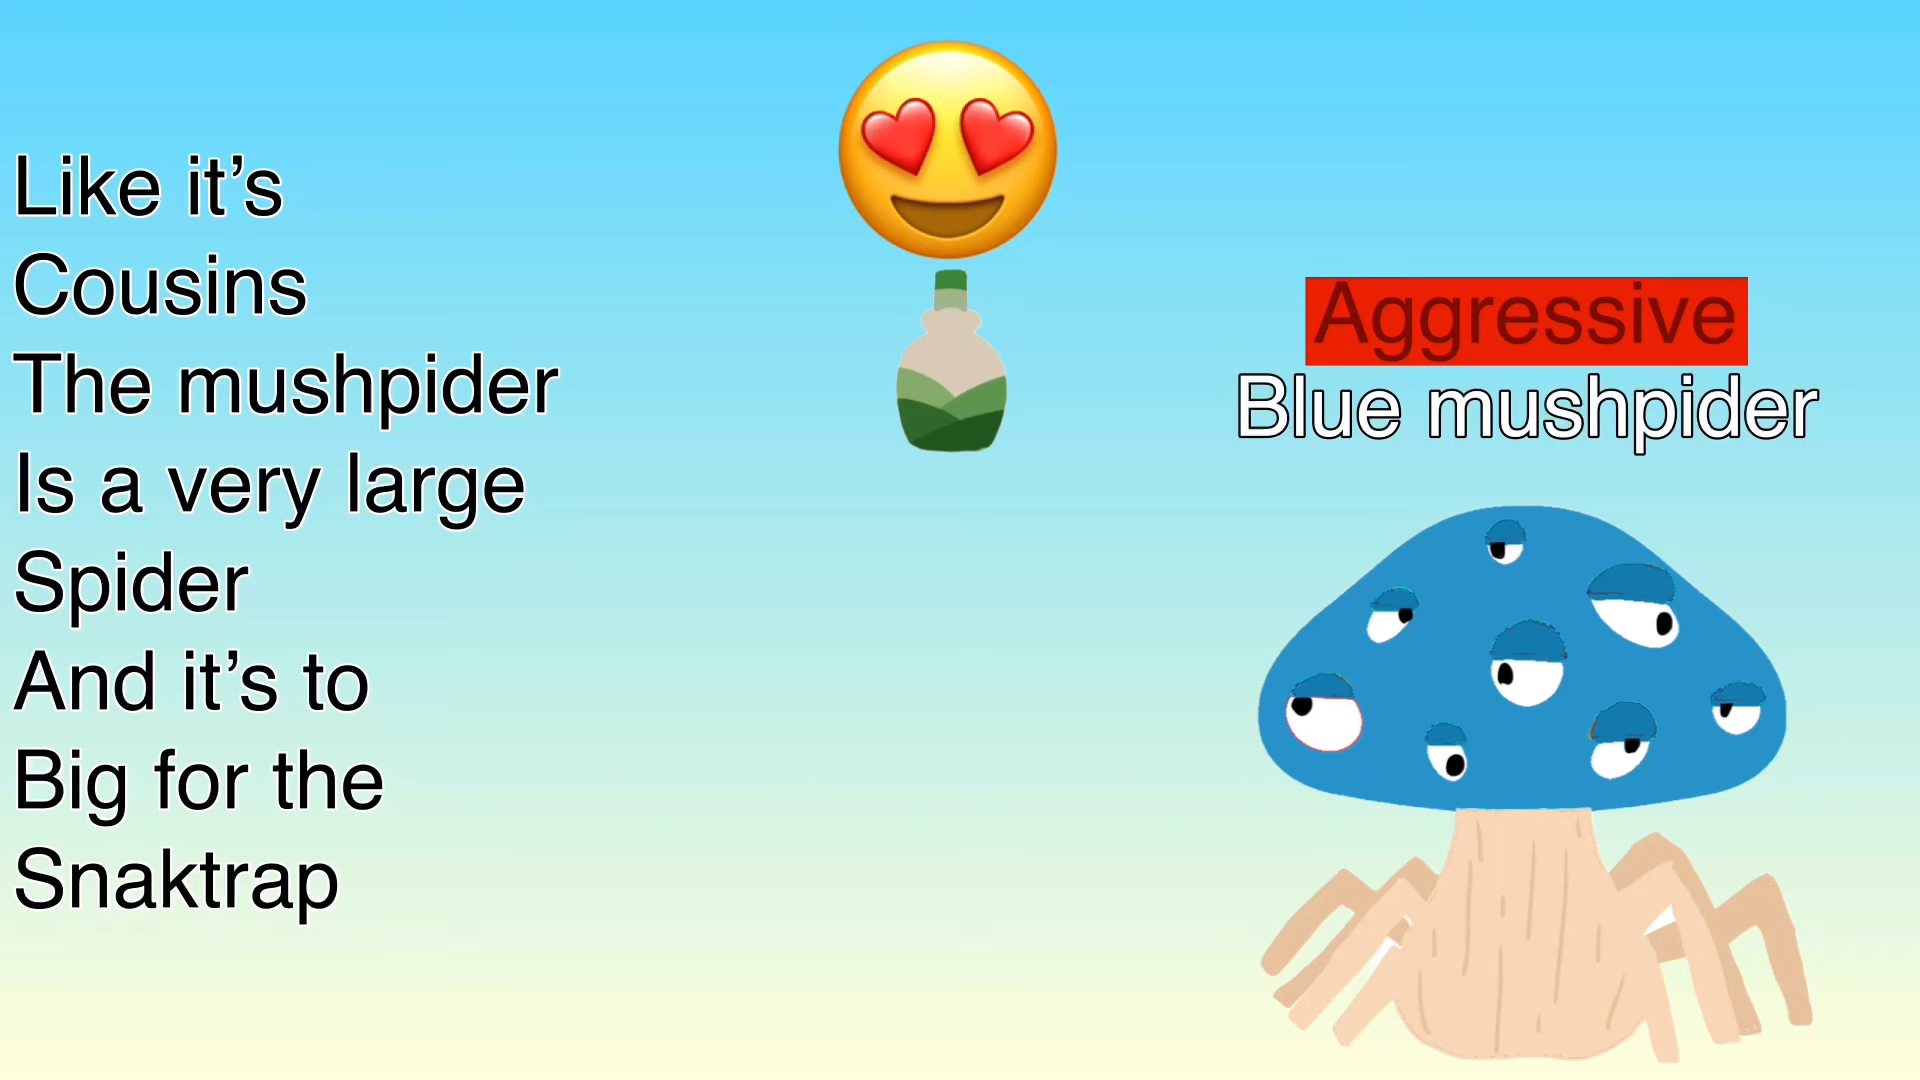 Like it’s
Cousins
The mushpider
Is a very large
Spider
And it’s to
Big for the
Snaktrap
Aggressive
Blue mushpider